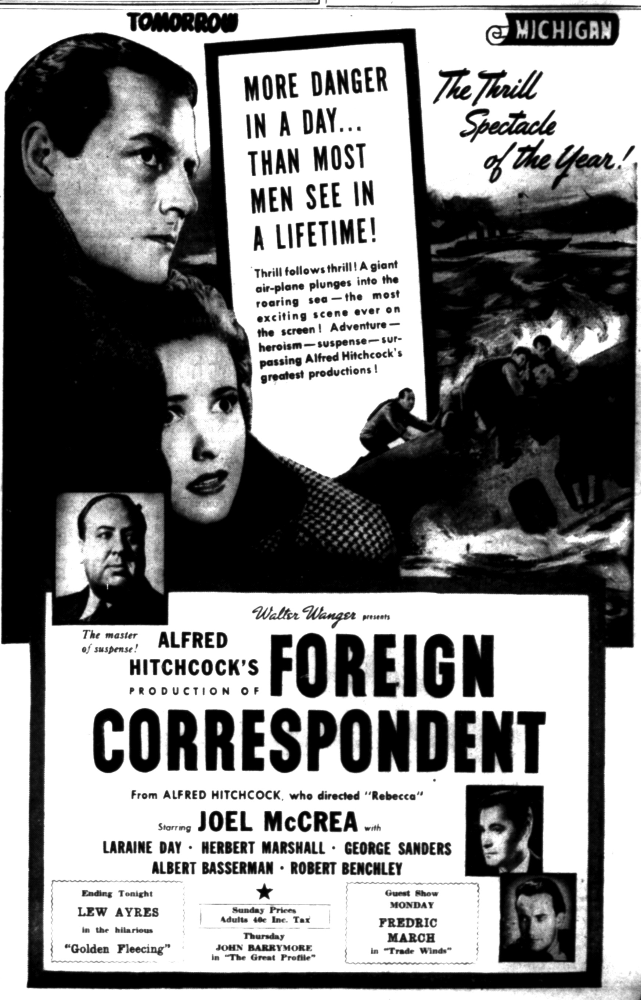 TOMORROW
MICHIGAN
MORE DANGER
IN A DAY...
THAN MOST
MEN SEE IN
A LIFETIME!
The Thrill
Spectacle
of the Year!
Thrill follows thrill! A giant
air-plane plunges into the
roaring sea — the most
exciting scene ever on
the screen! Adventure —
heroism — suspense — sur-
passing Alfred Hitchcock's
greatest productions!
Walter Wanger presents
The master
of suspense!
ALFRED
HITCHCOCK'S
PRODUCTION OF
FOREIGN
CORRESPONDENT
From ALFRED HITCHCOCK, who directed "Rebecca"
Starring JOEL McCREA with
LARAINE DAY · HERBERT MARSHALL · GEORGE SANDERS
ALBERT BASSERMAN · ROBERT BENCHLEY
Ending Tonight
LEW AYRES
in the hilarious
"Golden Fleecing"
Sunday Prices
Adults 40c Inc. Tax
Thursday
JOHN BARRYMORE
in "The Great Profile"
Guest Show
MONDAY
FREDRIC
MARCH
in "Trade Winds"